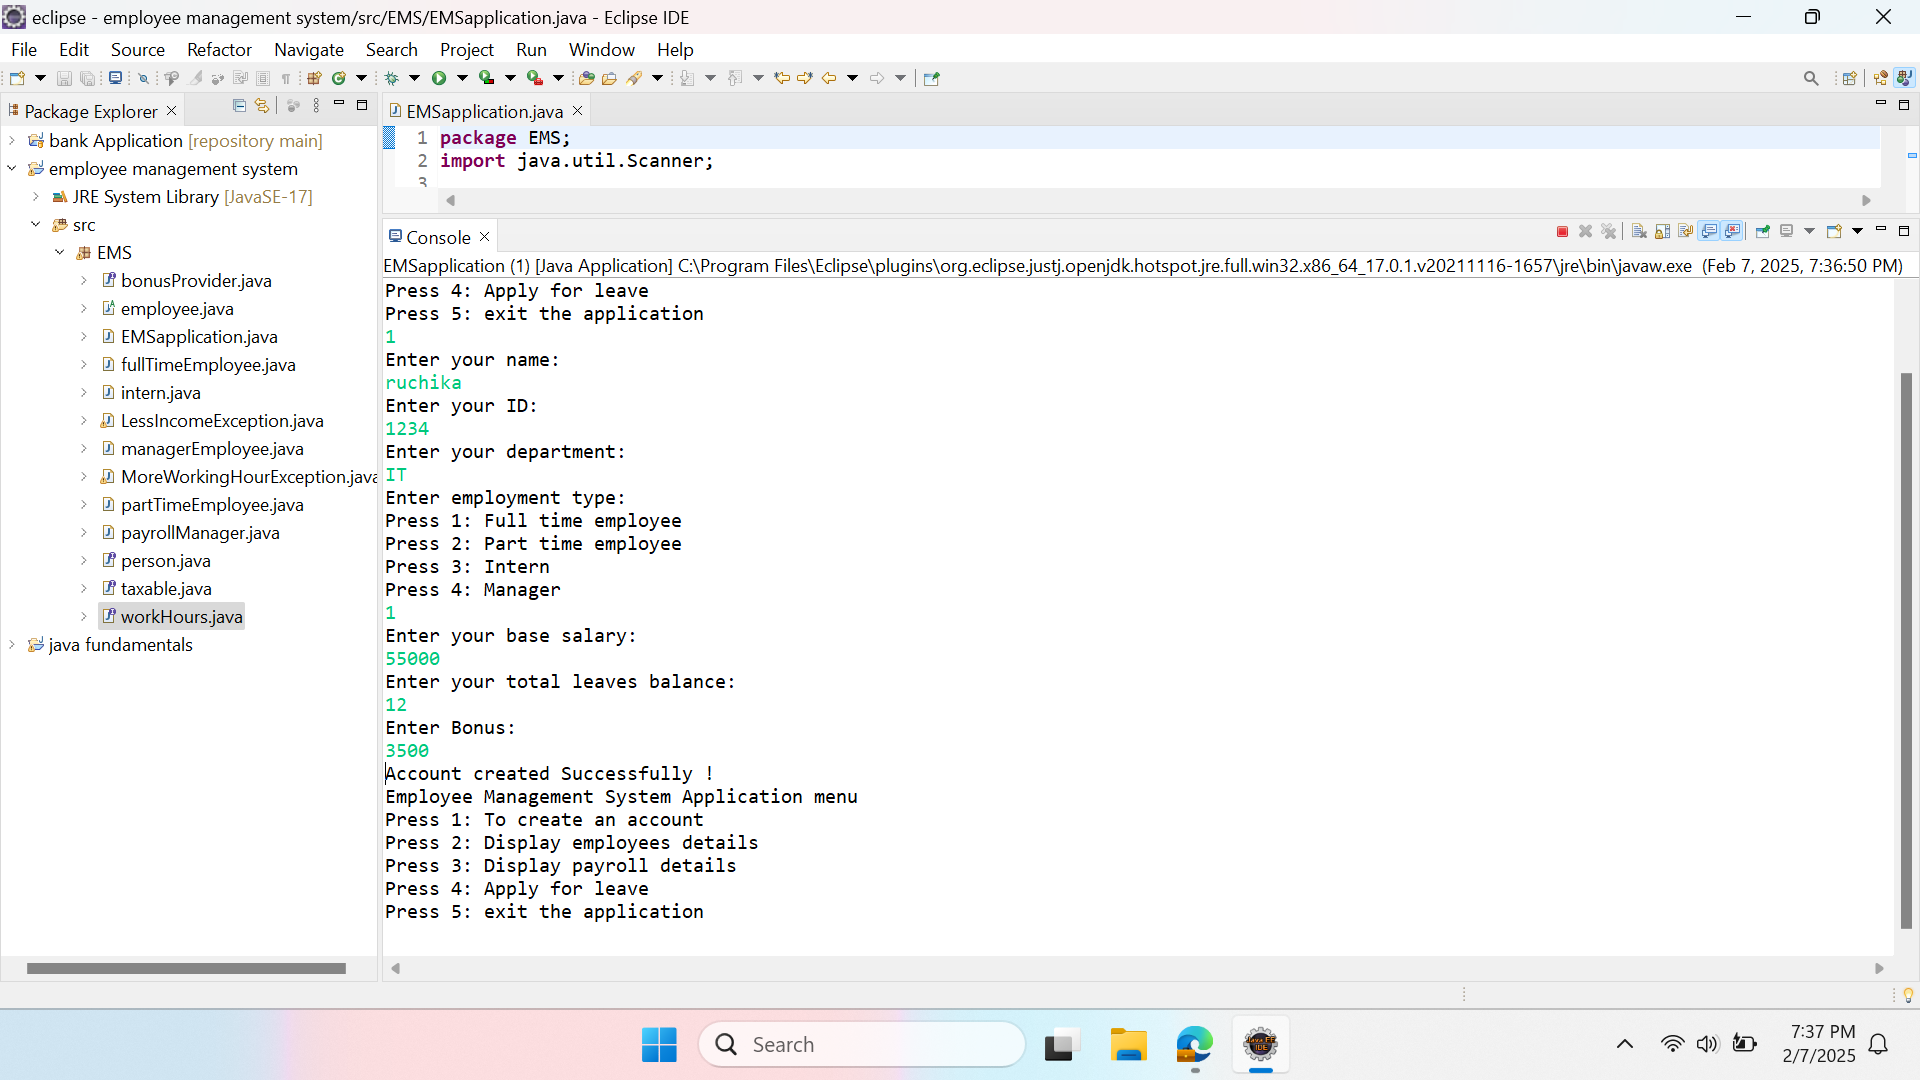 eclipse - employee management system/src/EMS/EMSapplication.java - Eclipse IDE
File Edit Source Refactor Navigate Search Project Run Window Help
Package Explorer
bank Application [repository main]
employee management system
JRE System Library [JavaSE-17]
src
EMS
bonusProvider.java
employee.java
EMSapplication.java
fullTimeEmployee.java
intern.java
LessIncomeException.java
managerEmployee.java
MoreWorkingHourException.java
partTimeEmployee.java
payrollManager.java
person.java
taxable.java
workHours.java
java fundamentals
EMSapplication.java
1 package EMS;
2 import java.util.Scanner;
3
Console
EMSapplication (1) [Java Application] C:\Program Files\Eclipse\plugins\org.eclipse.justj.openjdk.hotspot.jre.full.win32.x86_64_17.0.1.v20211116-1657\jre\bin\javaw.exe (Feb 7, 2025, 7:36:50 PM)
Press 4: Apply for leave
Press 5: exit the application
1
Enter your name:
ruchika
Enter your ID:
1234
Enter your department:
IT
Enter employment type:
Press 1: Full time employee
Press 2: Part time employee
Press 3: Intern
Press 4: Manager
1
Enter your base salary:
55000
Enter your total leaves balance:
12
Enter Bonus:
3500
Account created Successfully !
Employee Management System Application menu
Press 1: To create an account
Press 2: Display employees details
Press 3: Display payroll details
Press 4: Apply for leave
Press 5: exit the application
Search
Java EE
IDE
7:37 PM
2/7/2025